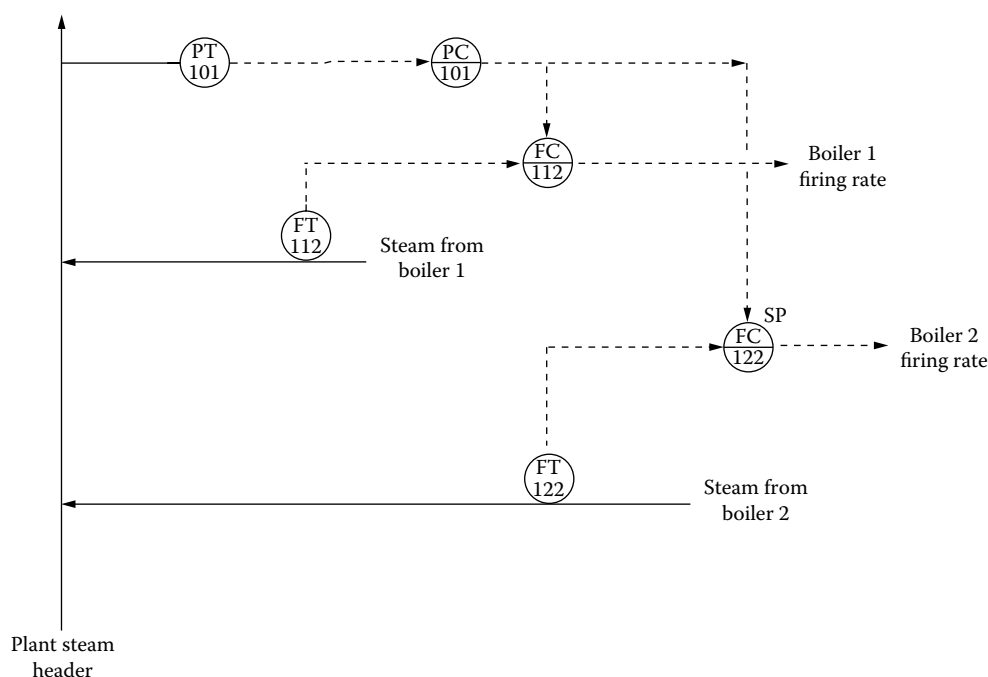 PT
101
PC
101
FC
112
Boiler 1
firing rate
FT
112
Steam from
boiler 1
SP
FC
122
Boiler 2
firing rate
FT
122
Steam from
boiler 2
Plant steam
header